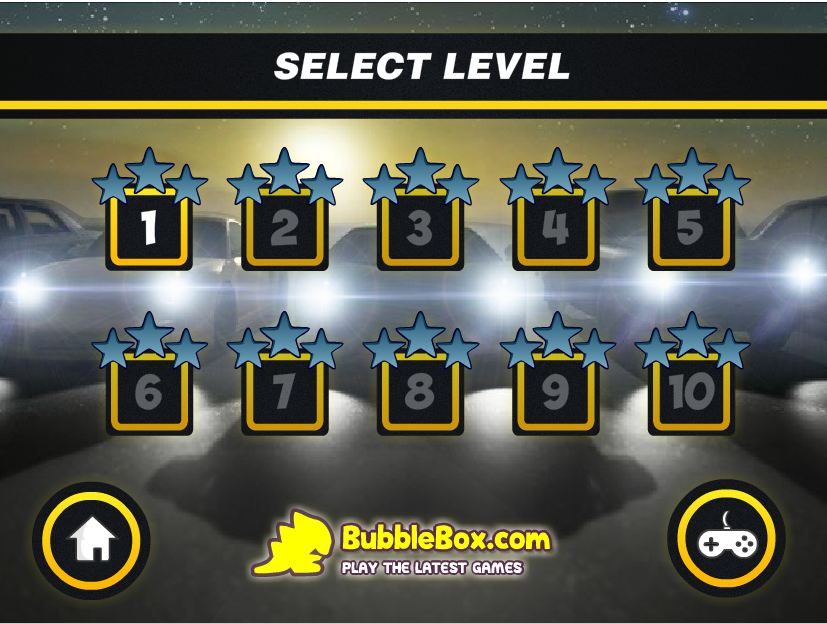 SELECT LEVEL
1 2 3 4 5
6 7 8 9 10
BubbleBox.com
PLAY THE LATEST GAMES